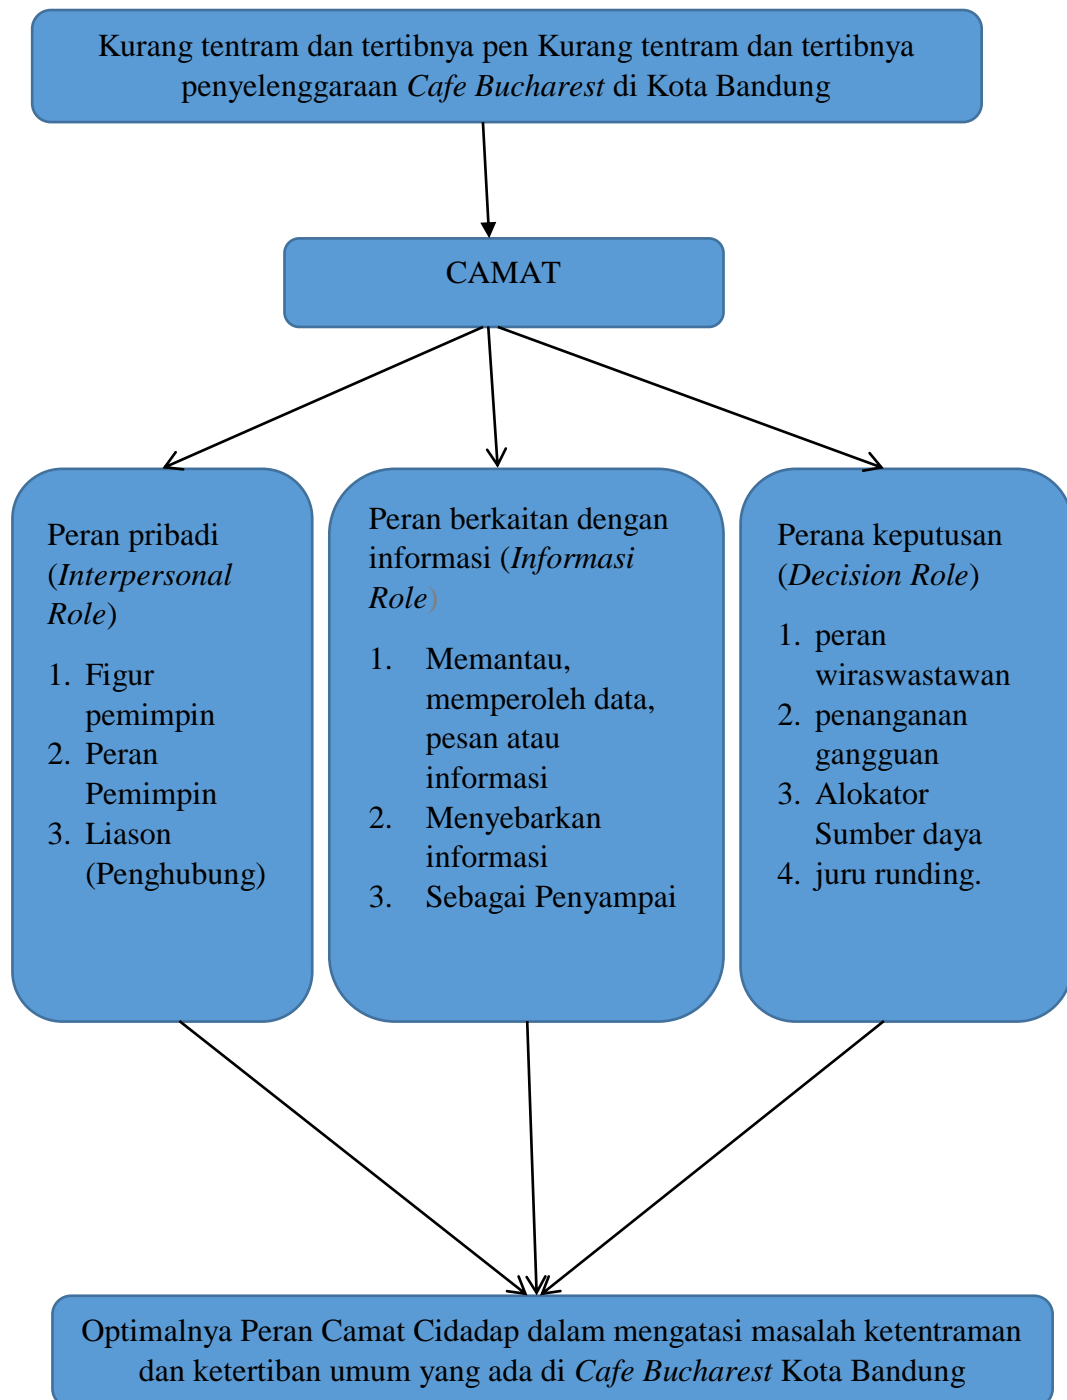 Kurang tentram dan tertibnya pen Kurang tentram dan tertibnya
penyelenggaraan Cafe Bucharest di Kota Bandung
CAMAT
Peran pribadi
(Interpersonal
Role)
1. Figur
pemimpin
2. Peran
Pemimpin
3. Liason
(Penghubung)
Peran berkaitan dengan
informasi (Informasi
Role)
1. Memantau,
memperoleh data,
pesan atau
informasi
2. Menyebarkan
informasi
3. Sebagai Penyampai
Perana keputusan
(Decision Role)
1. peran
wiraswastawan
2. penanganan
gangguan
3. Alokator
Sumber daya
4. juru runding.
Optimalnya Peran Camat Cidadap dalam mengatasi masalah ketentraman
dan ketertiban umum yang ada di Cafe Bucharest Kota Bandung